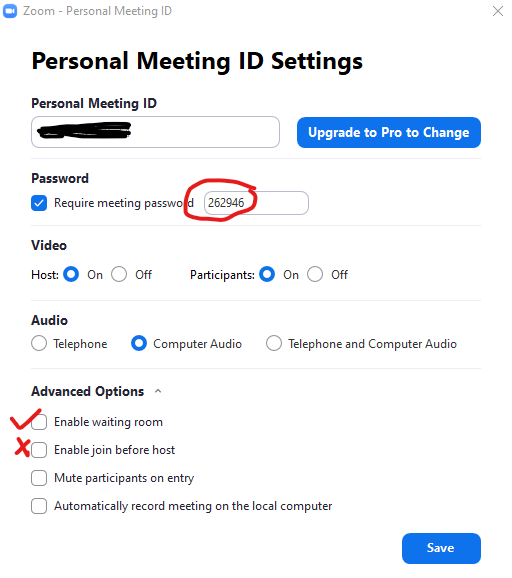 Zoom - Personal Meeting ID
Personal Meeting ID Settings
Personal Meeting ID
Upgrade to Pro to Change
Password
Require meeting password 262946
Video
Host: On Off Participants: On Off
Audio
Telephone Computer Audio Telephone and Computer Audio
Advanced Options
Enable waiting room
Enable join before host
Mute participants on entry
Automatically record meeting on the local computer
Save